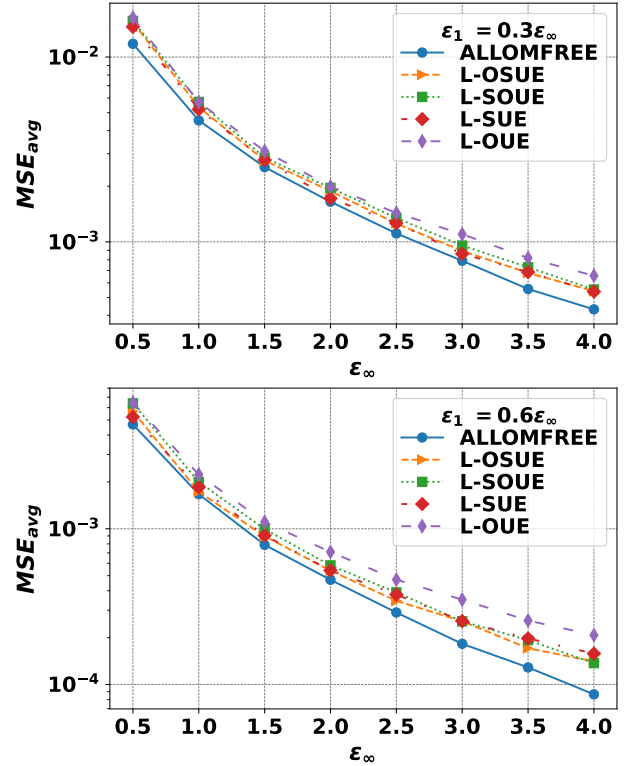 ε₁ = 0.3ε∞
ALLOMFREE
L-OSUE
L-SOUE
L-SUE
L-OUE
MSEavg
10⁻²
10⁻³
0.5 1.0 1.5 2.0 2.5 3.0 3.5 4.0
ε∞
ε₁ = 0.6ε∞
ALLOMFREE
L-OSUE
L-SOUE
L-SUE
L-OUE
MSEavg
10⁻³
10⁻⁴
0.5 1.0 1.5 2.0 2.5 3.0 3.5 4.0
ε∞